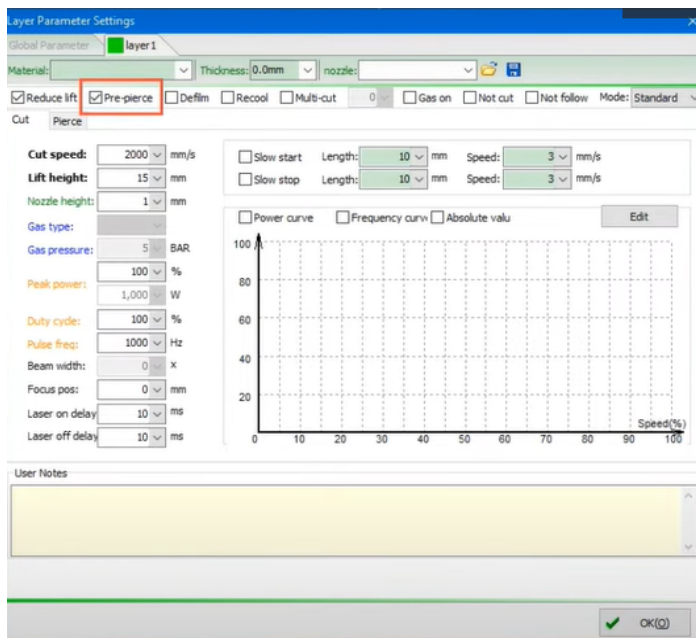 Layer Parameter Settings
Global Parameter layer1
Material: Thickness: 0.0mm nozzle:
Reduce lift Pre-pierce Defilm Recool Multi-cut 0 Gas on Not cut Not follow Mode: Standard
Cut Pierce
Cut speed: 2000 mm/s Slow start Length: 10 mm Speed: 3 mm/s
Lift height: 15 mm Slow stop Length: 10 mm Speed: 3 mm/s
Nozzle height: 1 mm
Gas type: Power curve Frequency curv Absolute valu Edit
Gas pressure: 5 BAR
Peak power: 100 %
1,000 W
Duty cycle: 100 %
Pulse freq: 1000 Hz
Beam width: 0 x
Focus pos: 0 mm
Laser on delay 10 ms
Laser off delay 10 ms
100
80
60
40
20
Speed(%)
0 10 20 30 40 50 60 70 80 90 100
User Notes
OK(O)